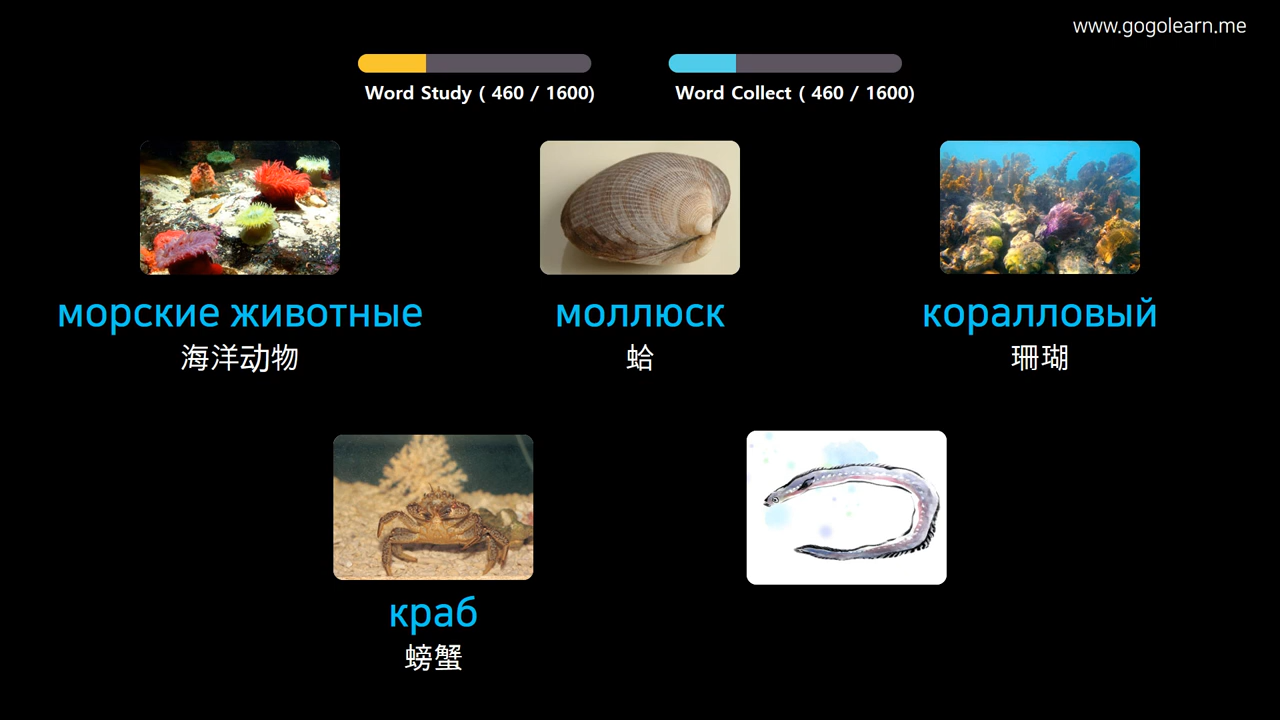 www.gogolearn.me
Word Study ( 460 / 1600)
Word Collect ( 460 / 1600)
морские животные
海洋动物
моллюск
蛤
коралловый
珊瑚
краб
螃蟹